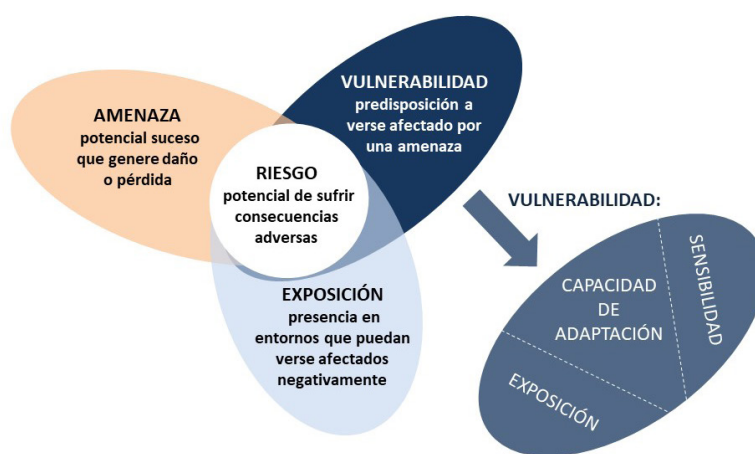 AMENAZA
potencial suceso
que genere daño
o pérdida
VULNERABILIDAD
predisposición a
verse afectado por
una amenaza
RIESGO
potencial de sufrir
consecuencias
adversas
EXPOSICIÓN
presencia en
entornos que puedan
verse afectados
negativamente
VULNERABILIDAD:
CAPACIDAD
DE
ADAPTACIÓN
SENSIBILIDAD
EXPOSICIÓN